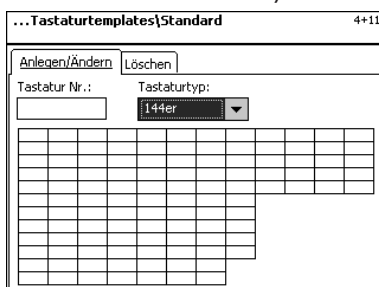 ...Tastaturtemplates\Standard 4+11
Anlegen/Ändern Löschen
Tastatur Nr.: Tastaturtyp:
144er